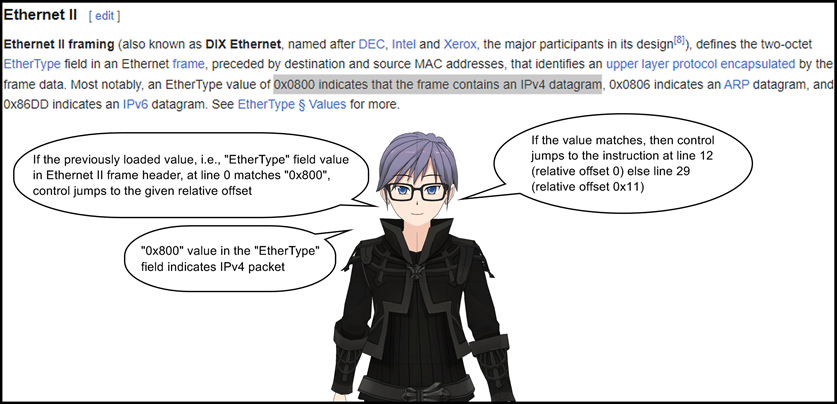 Ethernet II [ edit ]
Ethernet II framing (also known as DIX Ethernet, named after DEC, Intel and Xerox, the major participants in its design[8]), defines the two-octet
EtherType field in an Ethernet frame, preceded by destination and source MAC addresses, that identifies an upper layer protocol encapsulated by the
frame data. Most notably, an EtherType value of 0x0800 indicates that the frame contains an IPv4 datagram, 0x0806 indicates an ARP datagram, and
0x86DD indicates an IPv6 datagram. See EtherType § Values for more.
If the previously loaded value, i.e., "EtherType" field value
in Ethernet II frame header, at line 0 matches "0x800",
control jumps to the given relative offset
If the value matches, then control
jumps to the instruction at line 12
(relative offset 0) else line 29
(relative offset 0x11)
"0x800" value in the "EtherType"
field indicates IPv4 packet